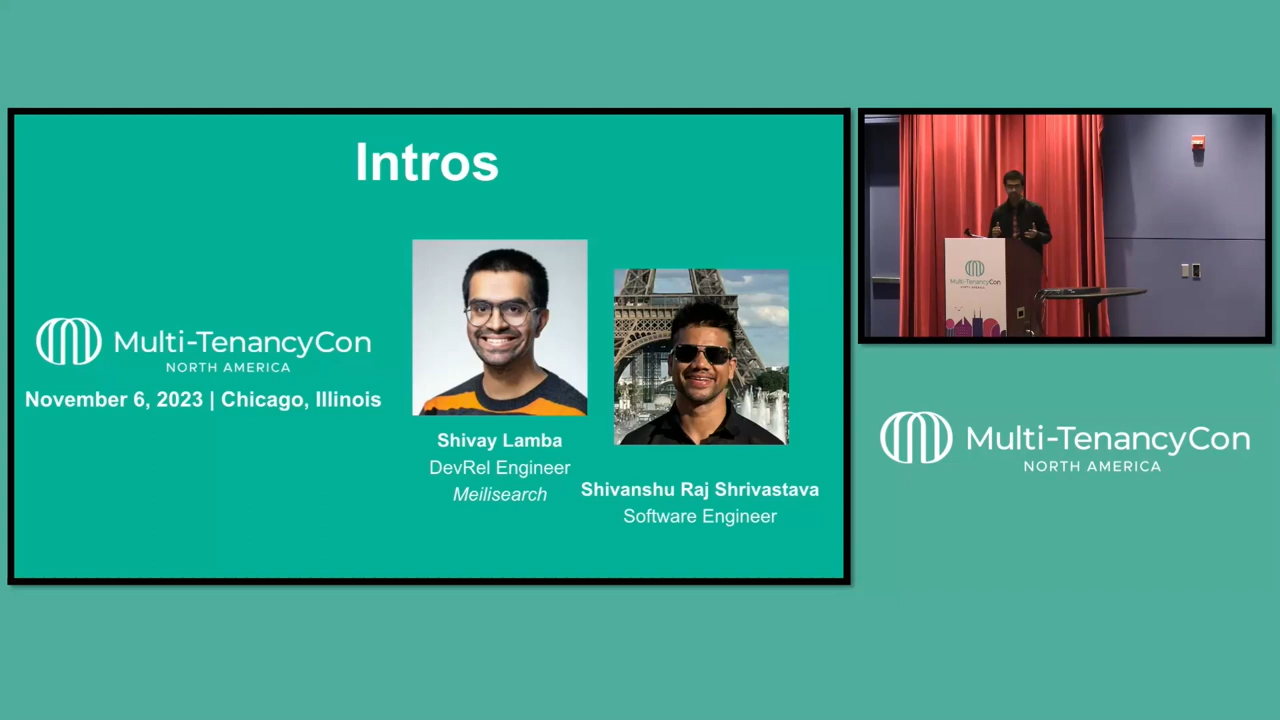 Intros
Multi-TenancyCon
NORTH AMERICA
November 6, 2023 | Chicago, Illinois
Shivay Lamba
DevRel Engineer
Meilisearch
Shivanshu Raj Shrivastava
Software Engineer
Multi-TenancyCon
NORTH AMERICA
Multi-TenancyCon
NORTH AMERICA